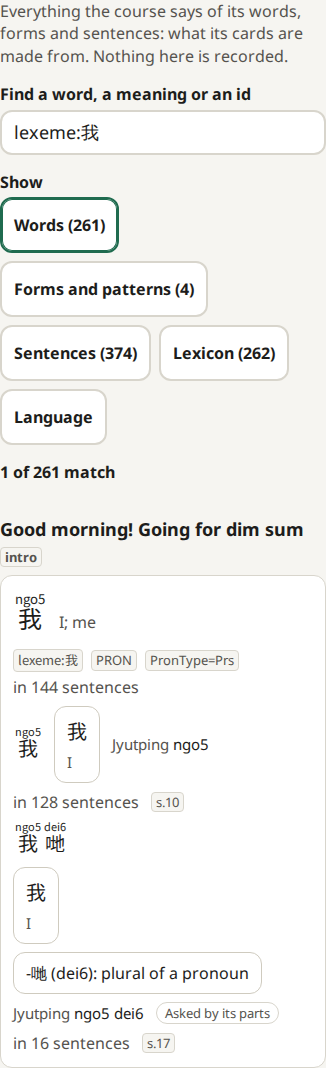 Everything the course says of its words,
forms and sentences: what its cards are
made from. Nothing here is recorded.
Find a word, a meaning or an id
lexeme:我
Show
Words (261)
Forms and patterns (4)
Sentences (374) Lexicon (262)
Language
1 of 261 match
Good morning! Going for dim sum
intro
ngo5
我 I; me
lexeme:我 PRON PronType=Prs
in 144 sentences
ngo5
我 我 Jyutping ngo5
I
in 128 sentences s.10
ngo5 dei6
我 哋
我
I
-哋 (dei6): plural of a pronoun
Jyutping ngo5 dei6 Asked by its parts
in 16 sentences s.17